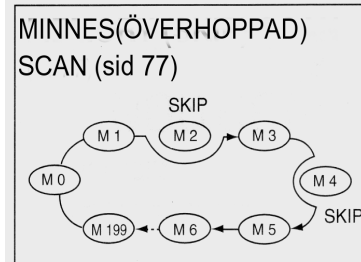 MINNES(ÖVERHOPPAD)
SCAN (sid 77)
SKIP
M 1
M 2
M 3
M 0
M 4
SKIP
M 199
M 6
M 5